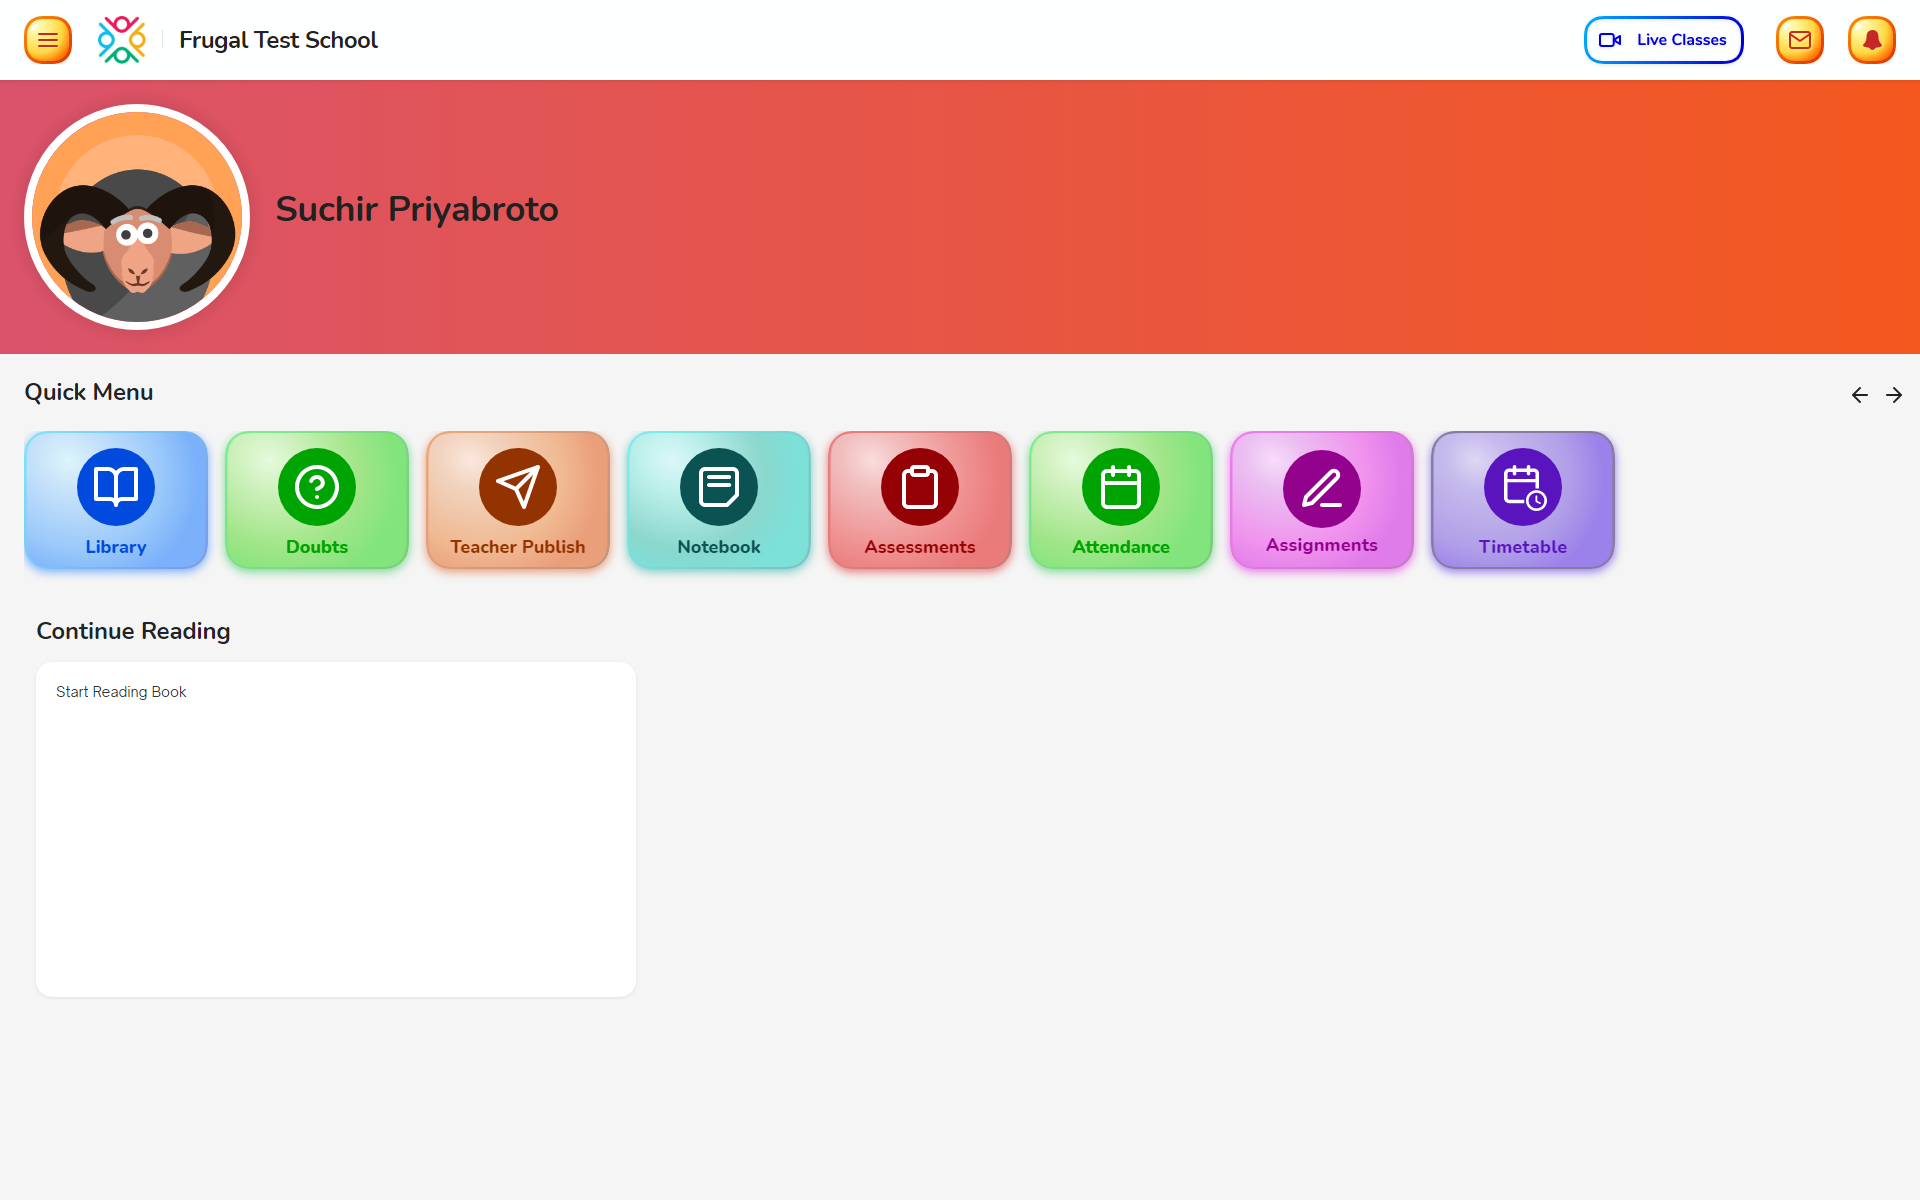 Frugal Test School
Live Classes
Suchir Priyabroto
Quick Menu
Library
Doubts
Teacher Publish
Notebook
Assessments
Attendance
Assignments
Timetable
Continue Reading
Start Reading Book